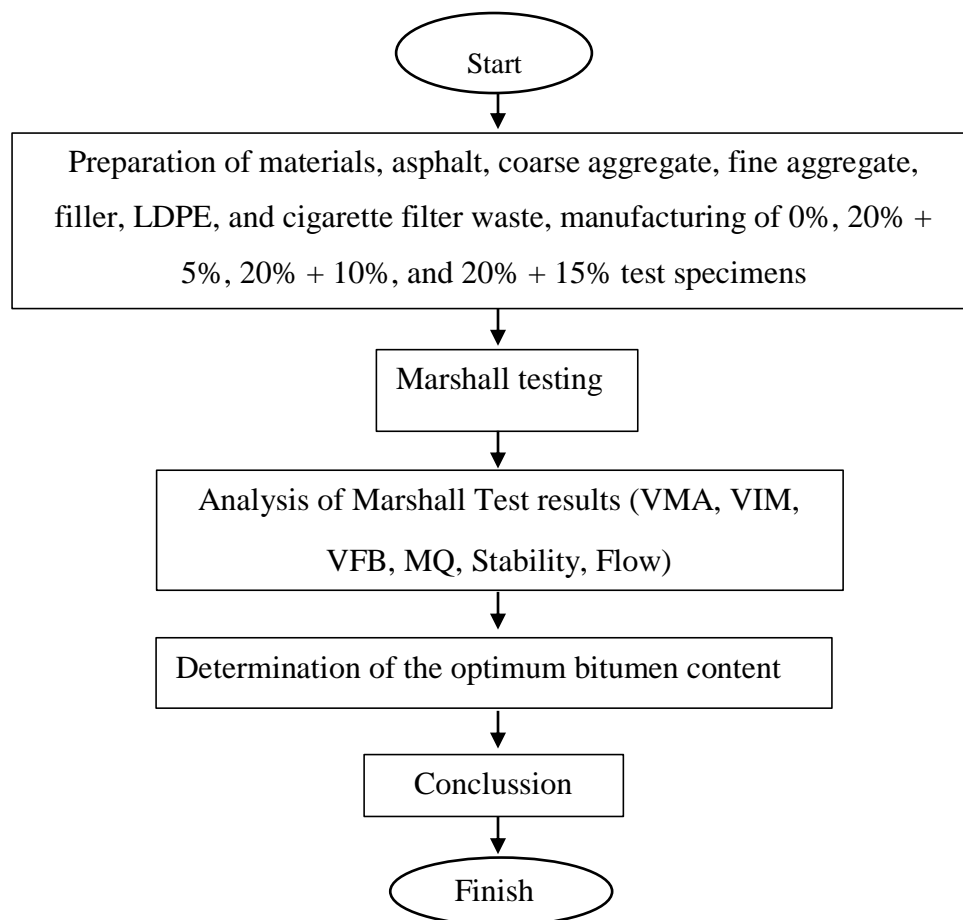 Start
Preparation of materials, asphalt, coarse aggregate, fine aggregate,
filler, LDPE, and cigarette filter waste, manufacturing of 0%, 20% +
5%, 20% + 10%, and 20% + 15% test specimens
Marshall testing
Analysis of Marshall Test results (VMA, VIM,
VFB, MQ, Stability, Flow)
Determination of the optimum bitumen content
Conclussion
Finish